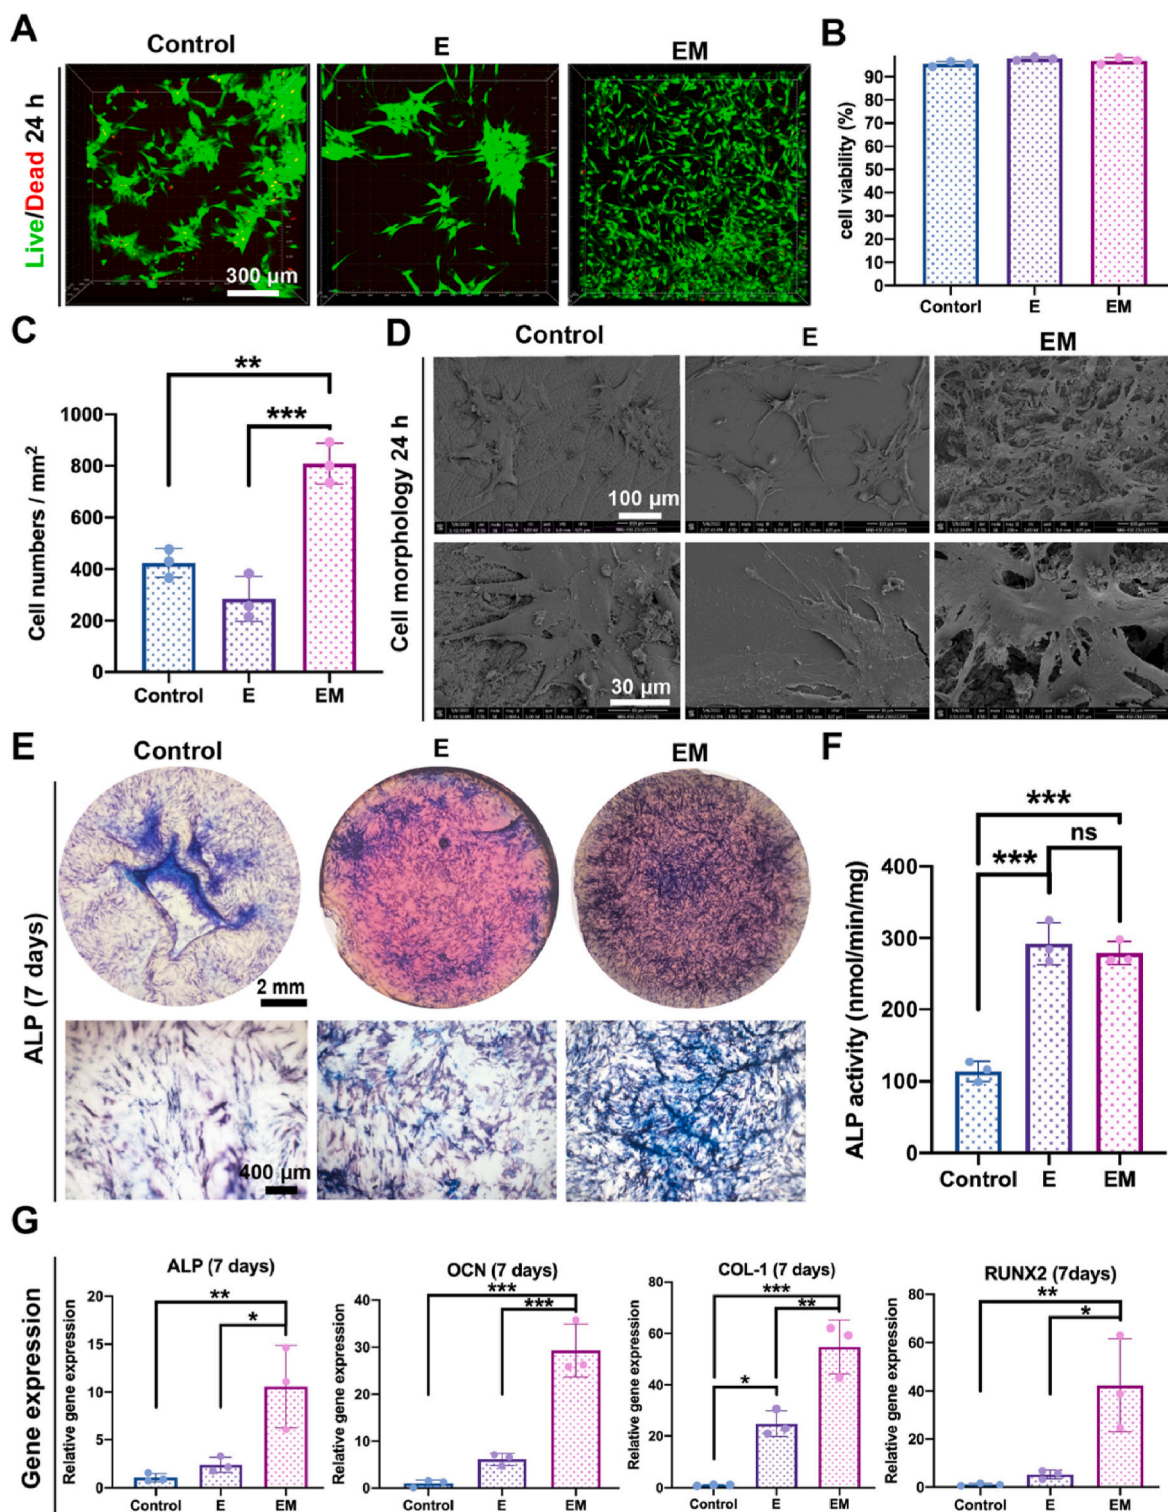 A
Control
E
EM
Live/Dead 24 h
300 µm
B
cell viability (%)
90
80
70
60
50
40
30
20
10
0
Contorl
E
EM
C
**
***
Cell numbers / mm²
1000
800
600
400
200
0
Control
E
EM
D
Control
E
EM
Cell morphology 24 h
100 µm
30 µm
E
Control
E
EM
ALP (7 days)
2 mm
400 µm
F
***
***
ns
ALP activity (nmol/min/mg)
400
300
200
100
0
Control
E
EM
G
Gene expression
ALP (7 days)
**
*
Relative gene expression
20
15
10
5
0
Control
E
EM
OCN (7 days)
***
***
Relative gene expression
40
30
20
10
0
Control
E
EM
COL-1 (7 days)
***
**
*
Relative gene expression
60
40
20
0
Control
E
EM
RUNX2 (7days)
**
*
Relative gene expression
80
60
40
20
0
Control
E
EM